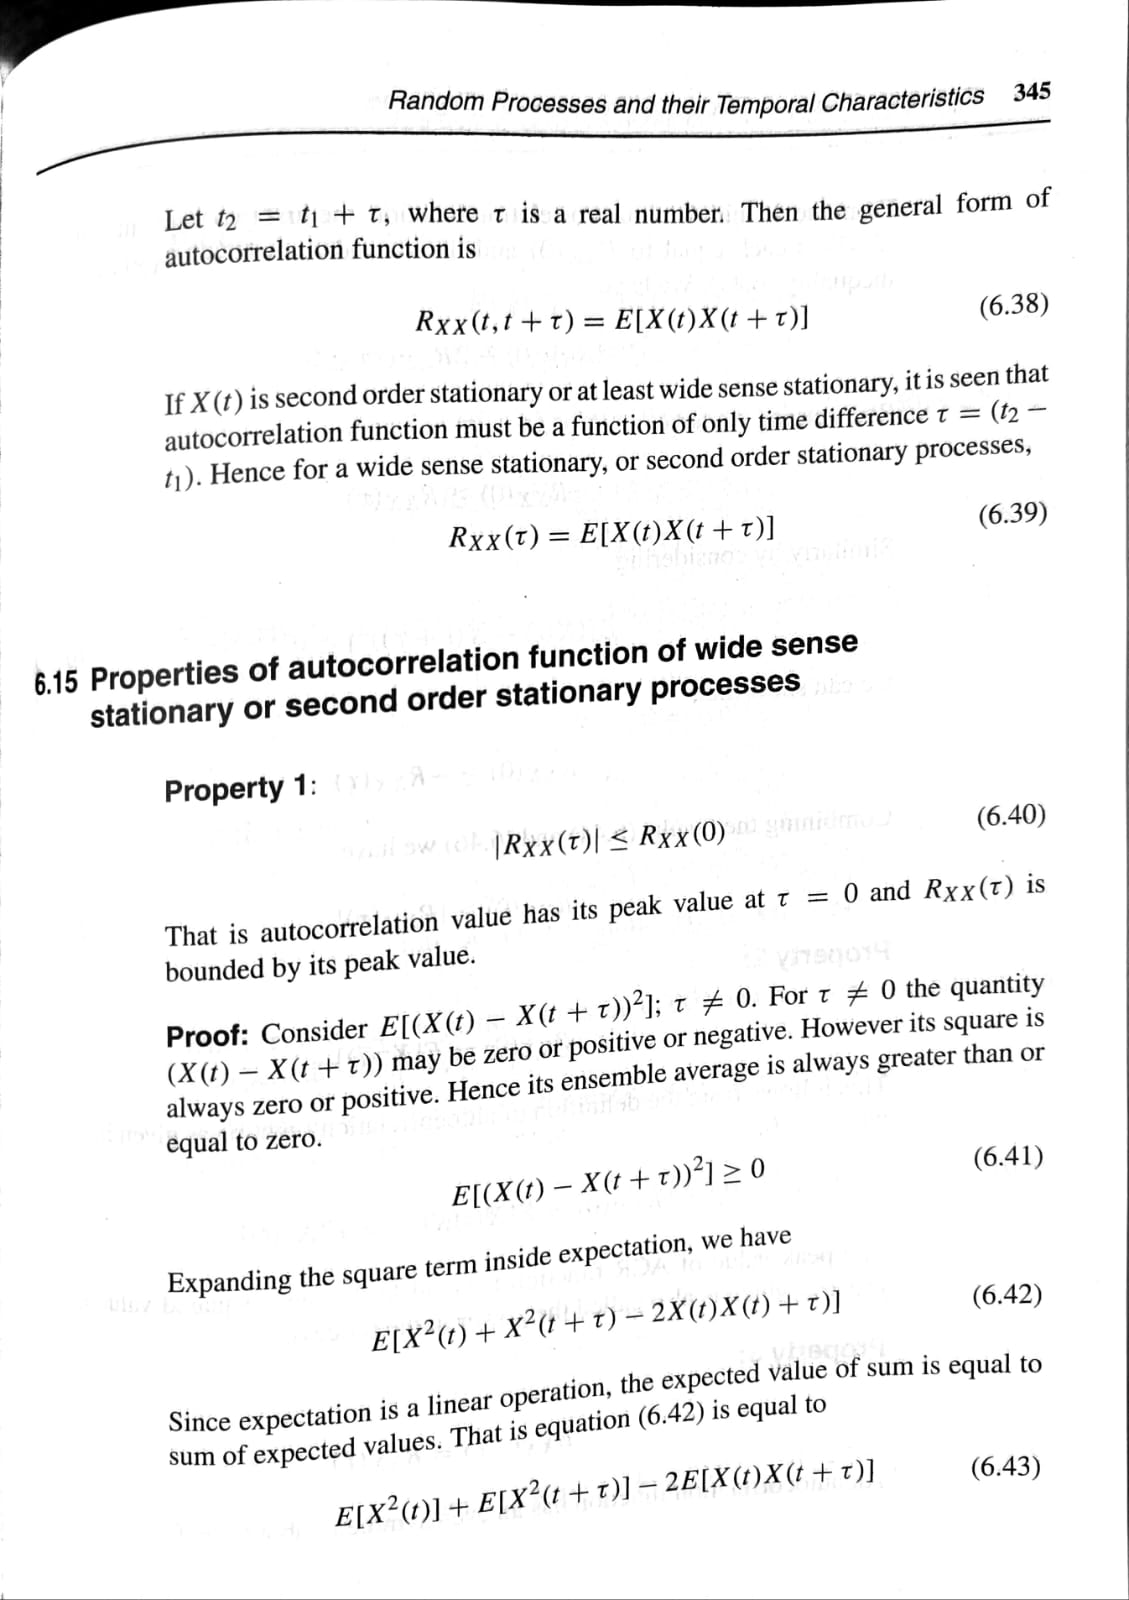 Random Processes and their Temporal Characteristics 345
Let t₂ = t₁ + τ, where τ is a real number. Then the general form of
autocorrelation function is
R_XX(t, t + τ) = E[X(t)X(t + τ)] (6.38)
If X(t) is second order stationary or at least wide sense stationary, it is seen that
autocorrelation function must be a function of only time difference τ = (t₂ −
t₁). Hence for a wide sense stationary, or second order stationary processes,
R_XX(τ) = E[X(t)X(t + τ)] (6.39)
6.15 Properties of autocorrelation function of wide sense
stationary or second order stationary processes
Property 1:
|R_XX(τ)| ≤ R_XX(0) (6.40)
That is autocorrelation value has its peak value at τ = 0 and R_XX(τ) is
bounded by its peak value.
Proof: Consider E[(X(t) − X(t + τ))²]; τ ≠ 0. For τ ≠ 0 the quantity
(X(t) − X(t + τ)) may be zero or positive or negative. However its square is
always zero or positive. Hence its ensemble average is always greater than or
equal to zero.
E[(X(t) − X(t + τ))²] ≥ 0 (6.41)
Expanding the square term inside expectation, we have
E[X²(t) + X²(t + τ) − 2X(t)X(t) + τ)] (6.42)
Since expectation is a linear operation, the expected value of sum is equal to
sum of expected values. That is equation (6.42) is equal to
E[X²(t)] + E[X²(t + τ)] − 2E[X(t)X(t + τ)] (6.43)